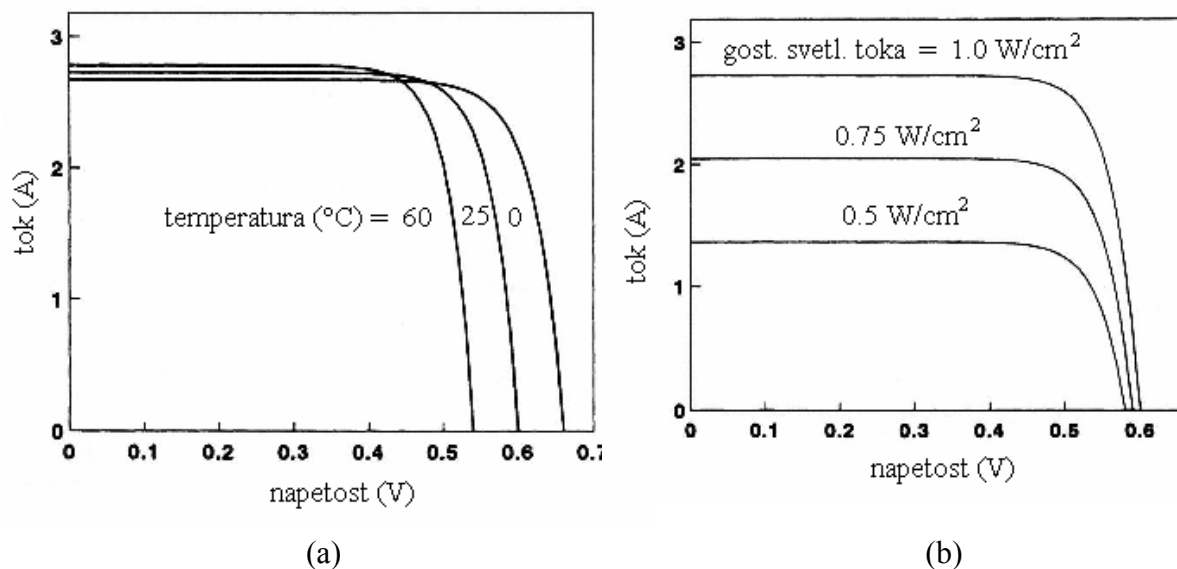 3
2
1
0
tok (A)
temperatura (°C) = 60 25 0
0 0.1 0.2 0.3 0.4 0.5 0.6 0.7
napetost (V)
(a)
3
2
1
0
tok (A)
gost. svetl. toka = 1.0 W/cm²
0.75 W/cm²
0.5 W/cm²
0 0.1 0.2 0.3 0.4 0.5 0.6
napetost (V)
(b)